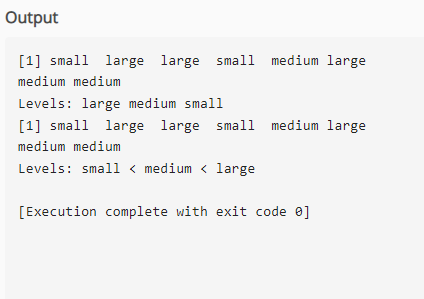 Output
[1] small  large  large  small  medium large
medium medium
Levels: large medium small
[1] small  large  large  small  medium large
medium medium
Levels: small < medium < large
[Execution complete with exit code 0]